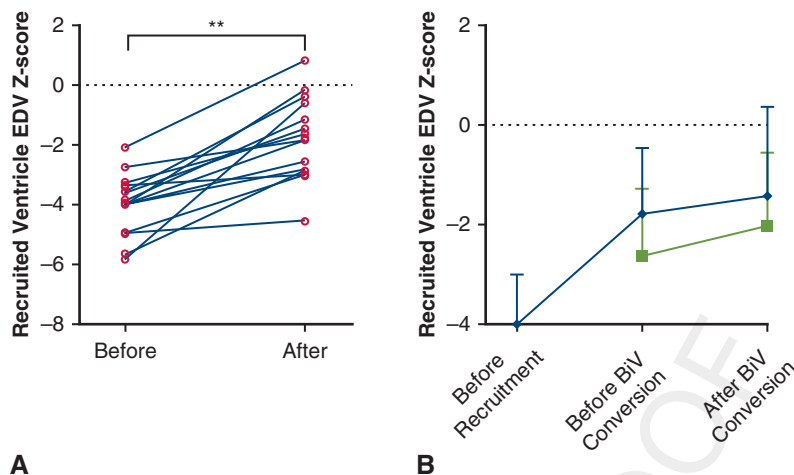 Recruited Ventricle EDV Z-score
2
0
−2
−4
−6
−8
**
Before
After
A
Recruited Ventricle EDV Z-score
2
0
−2
−4
Before
Recruitment
Before BiV
Conversion
After BiV
Conversion
B